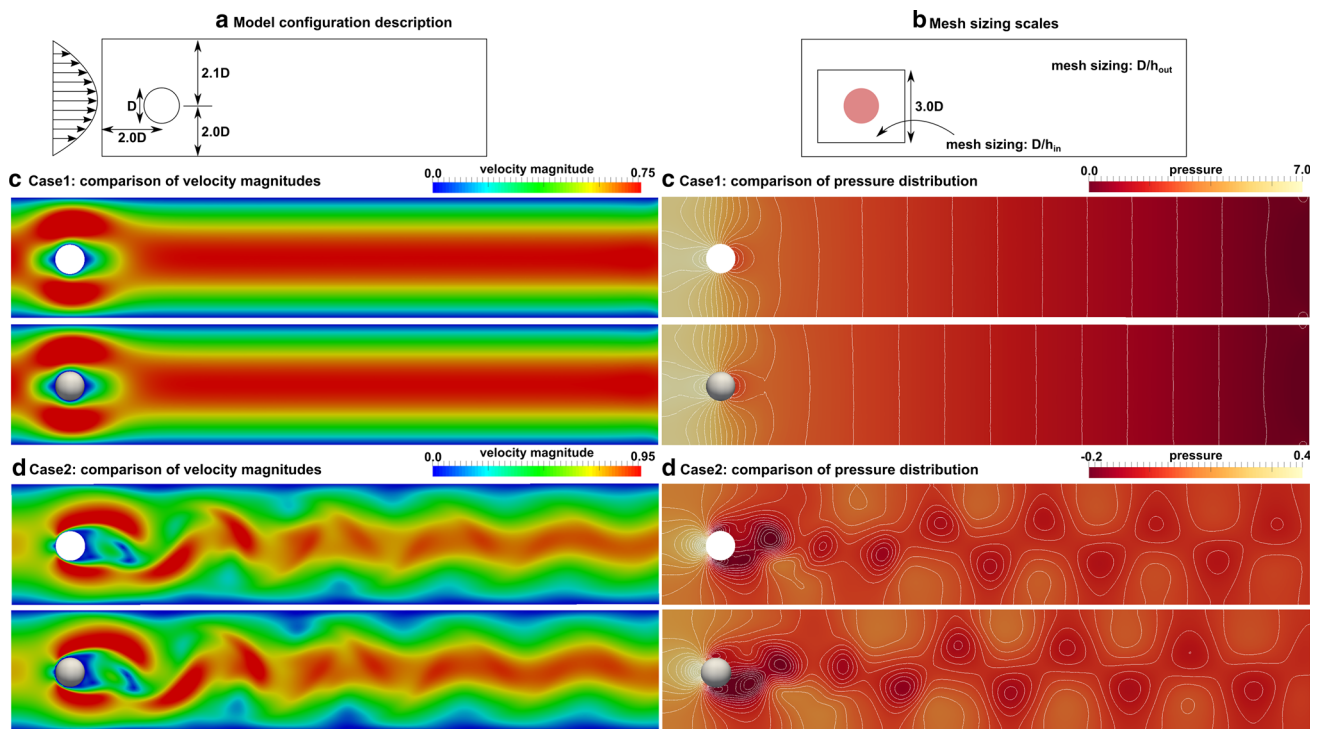 a Model configuration description
2.1D
D
2.0D
2.0D
b Mesh sizing scales
mesh sizing: D/hout
3.0D
mesh sizing: D/hin
c Case1: comparison of velocity magnitudes
0.0 velocity magnitude 0.75
c Case1: comparison of pressure distribution
0.0 pressure 7.0
d Case2: comparison of velocity magnitudes
0.0 velocity magnitude 0.95
d Case2: comparison of pressure distribution
-0.2 pressure 0.4